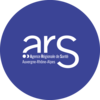 ars
Agence Régionale de Santé
Auvergne-Rhône-Alpes